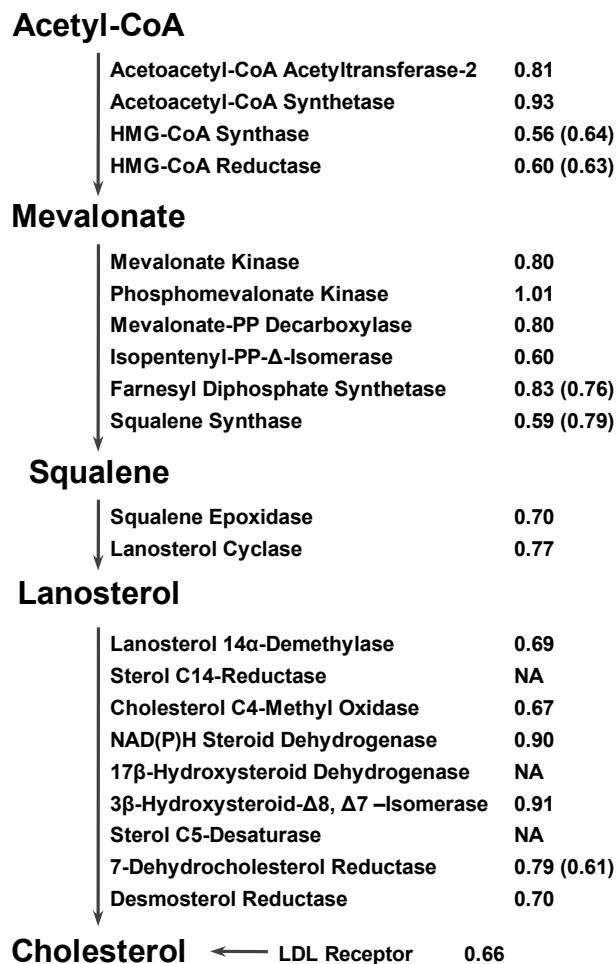 Acetyl-CoA
Acetoacetyl-CoA Acetyltransferase-2 0.81
Acetoacetyl-CoA Synthetase 0.93
HMG-CoA Synthase 0.56 (0.64)
HMG-CoA Reductase 0.60 (0.63)
Mevalonate
Mevalonate Kinase 0.80
Phosphomevalonate Kinase 1.01
Mevalonate-PP Decarboxylase 0.80
Isopentenyl-PP-Δ-Isomerase 0.60
Farnesyl Diphosphate Synthetase 0.83 (0.76)
Squalene Synthase 0.59 (0.79)
Squalene
Squalene Epoxidase 0.70
Lanosterol Cyclase 0.77
Lanosterol
Lanosterol 14α-Demethylase 0.69
Sterol C14-Reductase NA
Cholesterol C4-Methyl Oxidase 0.67
NAD(P)H Steroid Dehydrogenase 0.90
17β-Hydroxysteroid Dehydrogenase NA
3β-Hydroxysteroid-Δ8, Δ7 –Isomerase 0.91
Sterol C5-Desaturase NA
7-Dehydrocholesterol Reductase 0.79 (0.61)
Desmosterol Reductase 0.70
Cholesterol LDL Receptor 0.66